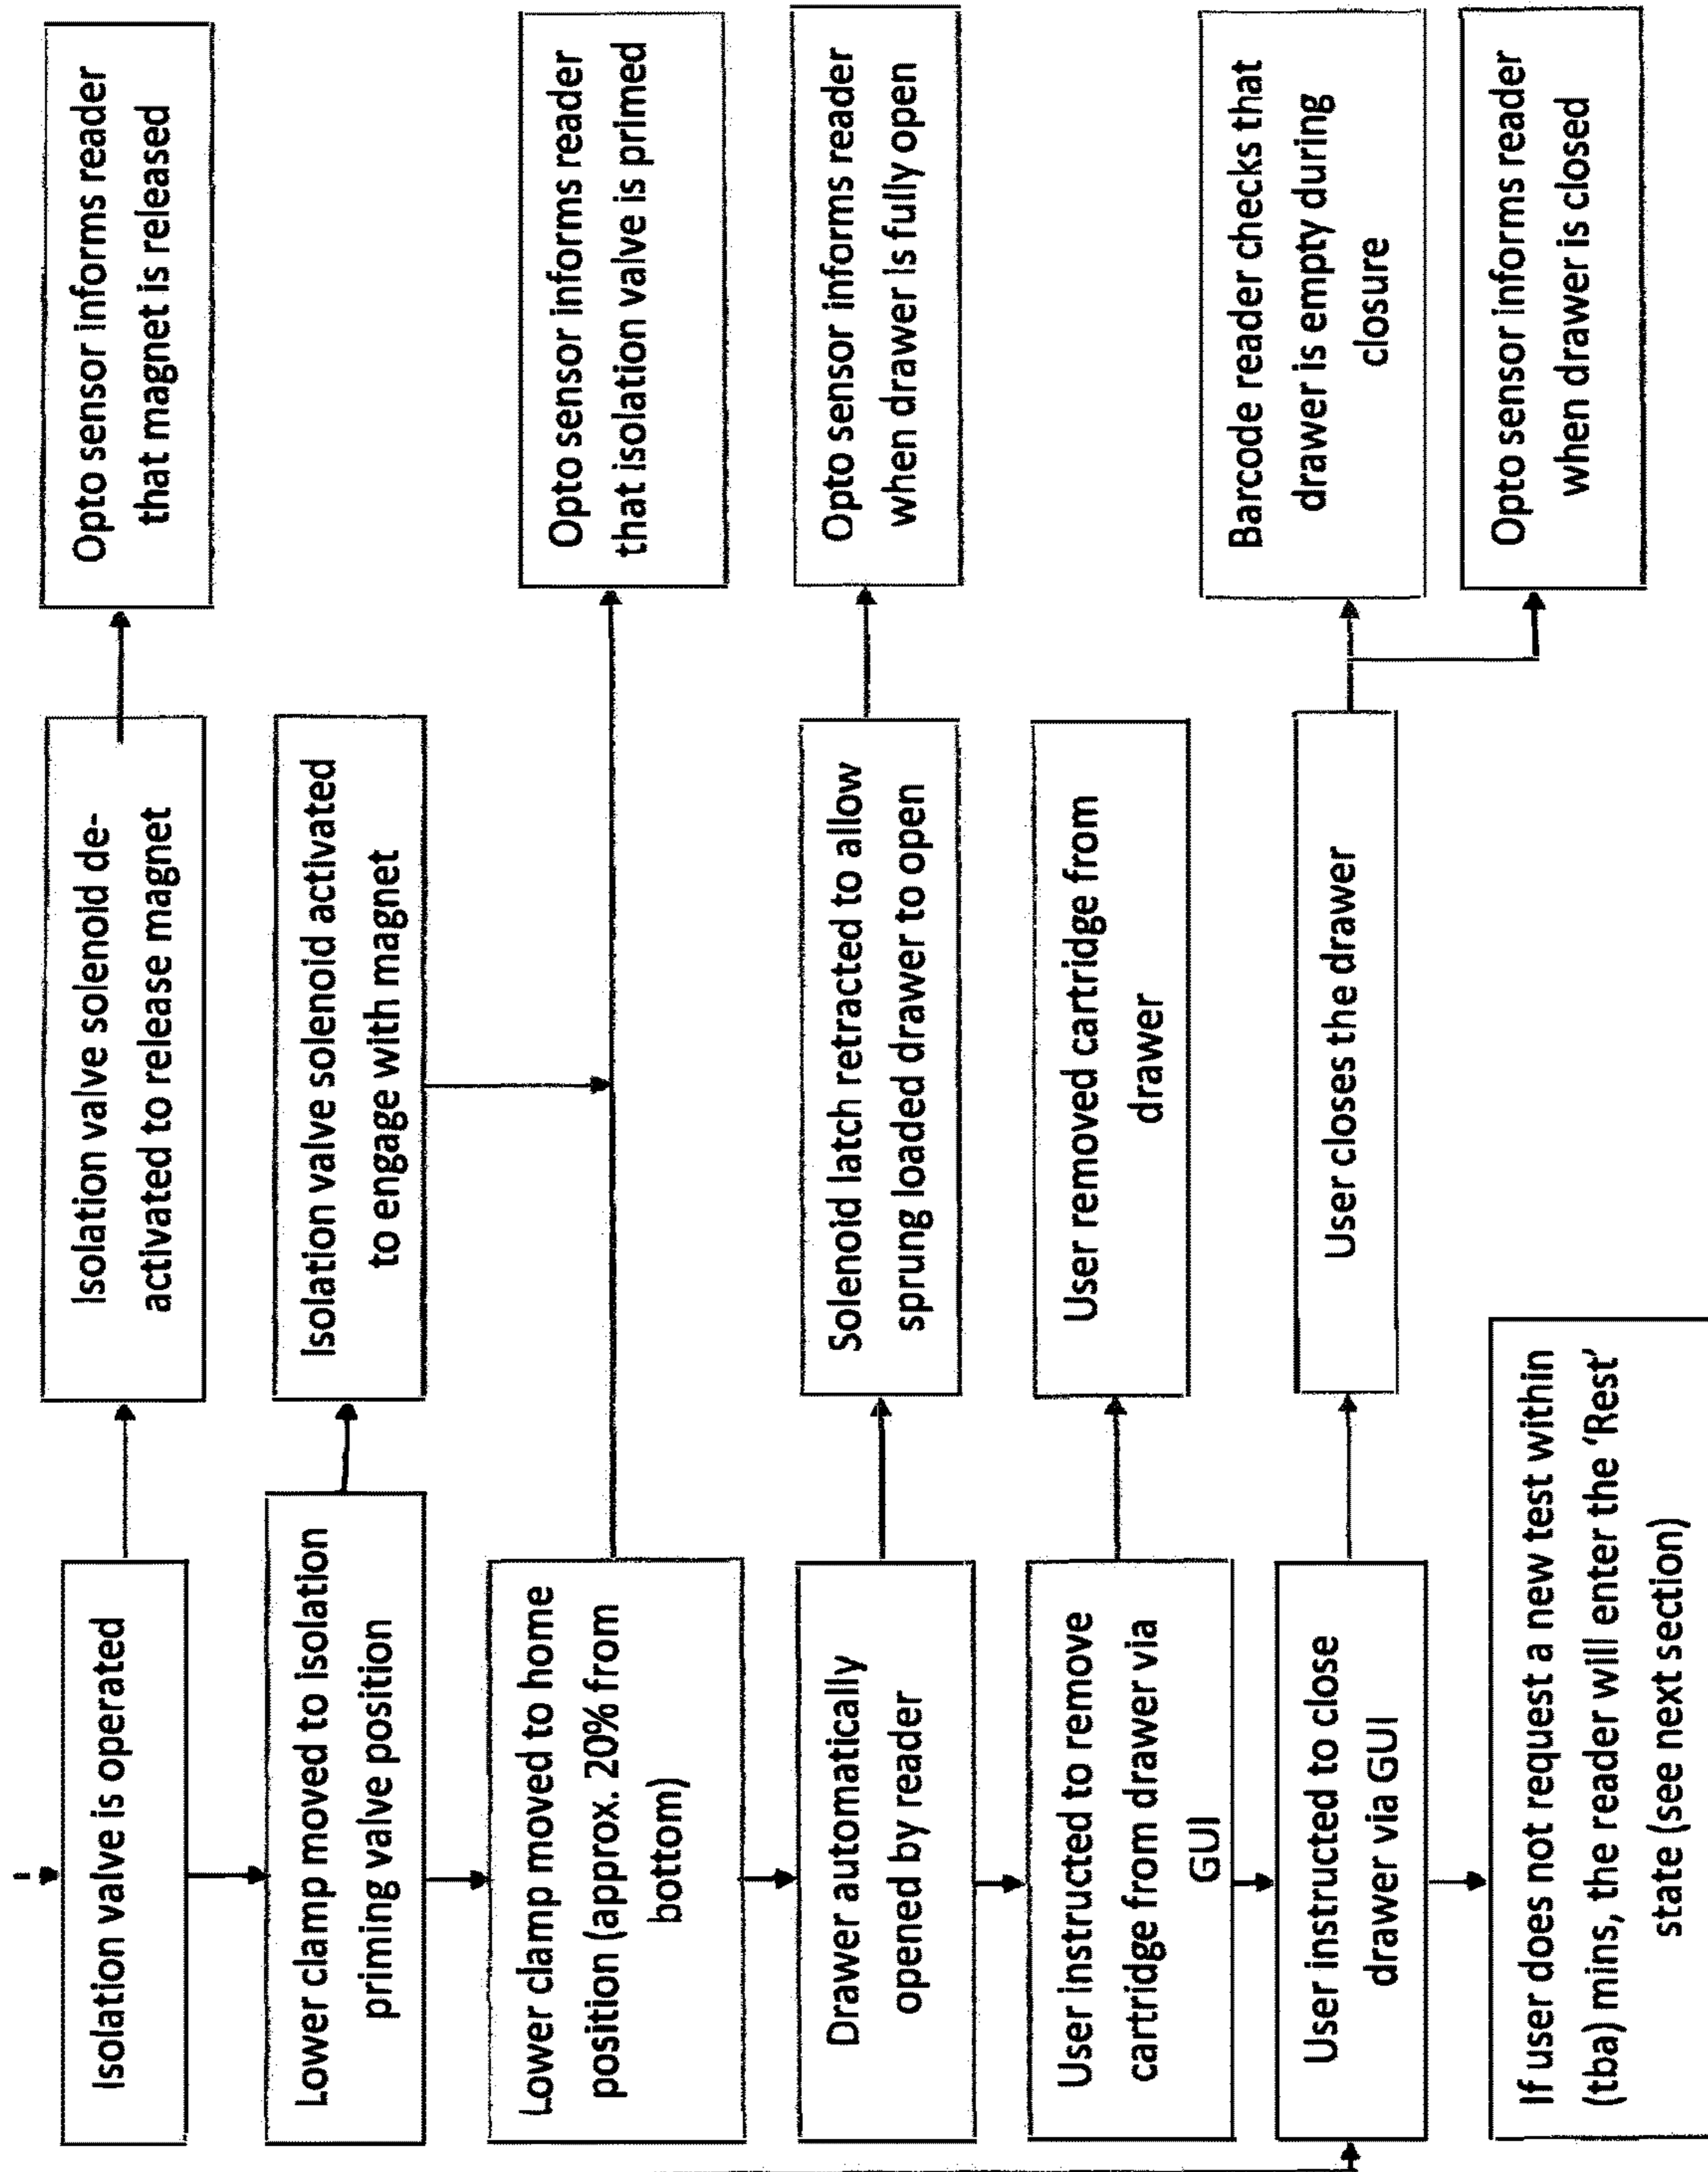 Isolation valve is operated
Isolation valve solenoid de-
activated to release magnet
Opto sensor informs reader
that magnet is released
Lower clamp moved to isolation
priming valve position
Isolation valve solenoid activated
to engage with magnet
Lower clamp moved to home
position (approx. 20% from
bottom)
Opto sensor informs reader
that isolation valve is primed
Drawer automatically
opened by reader
Solenoid latch retracted to allow
sprung loaded drawer to open
Opto sensor informs reader
when drawer is fully open
User instructed to remove
cartridge from drawer via
GUI
User removed cartridge from
drawer
User instructed to close
drawer via GUI
User closes the drawer
Barcode reader checks that
drawer is empty during
closure
Opto sensor informs reader
when drawer is closed
If user does not request a new test within
(tba) mins, the reader will enter the ‘Rest’
state (see next section)